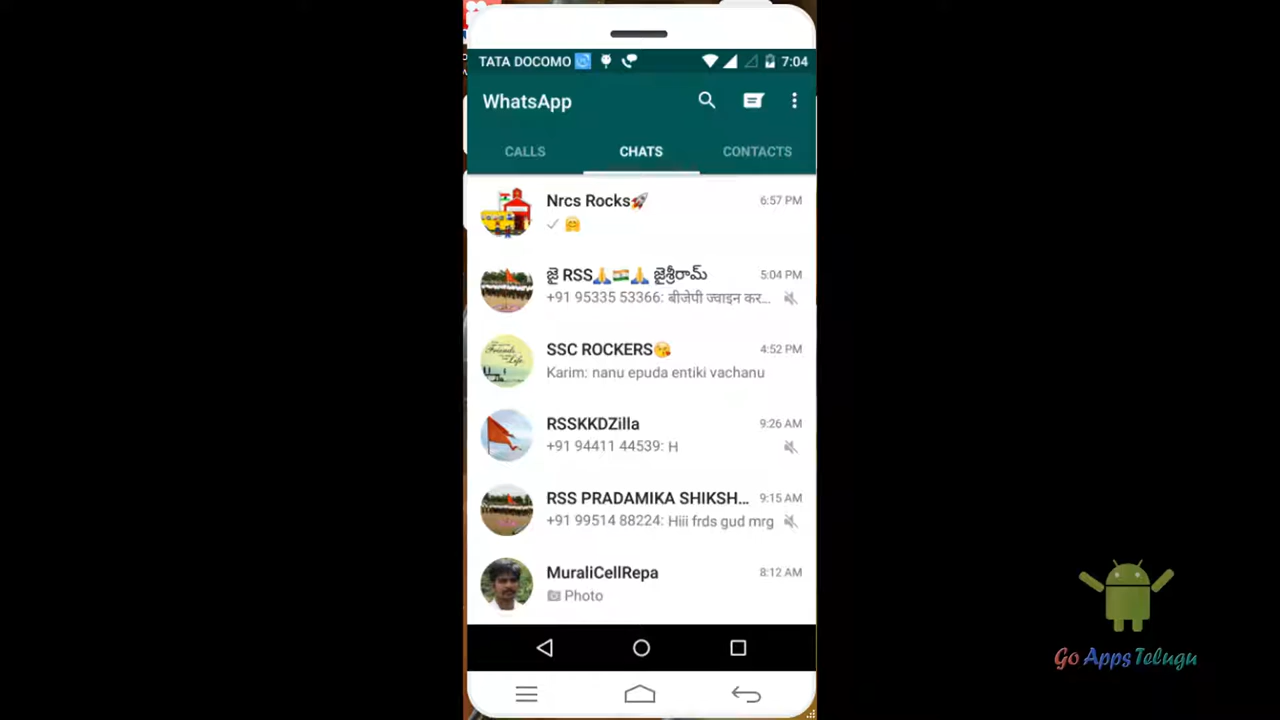 TATA DOCOMO 7:04
WhatsApp
CALLS CHATS CONTACTS
Nrcs Rocks🚀 6:57 PM
🤗
జై RSS🙏🇮🇳🙏 జైశ్రీరామ్ 5:04 PM
+91 95335 53366: बीजेपी ज्वाइन कर...
SSC ROCKERS😘 4:52 PM
Karim: nanu epuda entiki vachanu
RSSKKDZilla 9:26 AM
+91 94411 44539: H
RSS PRADAMIKA SHIKSH... 9:15 AM
+91 99514 88224: Hiii frds gud mrg
MuraliCellRepa 8:12 AM
Photo
Go Apps Telugu